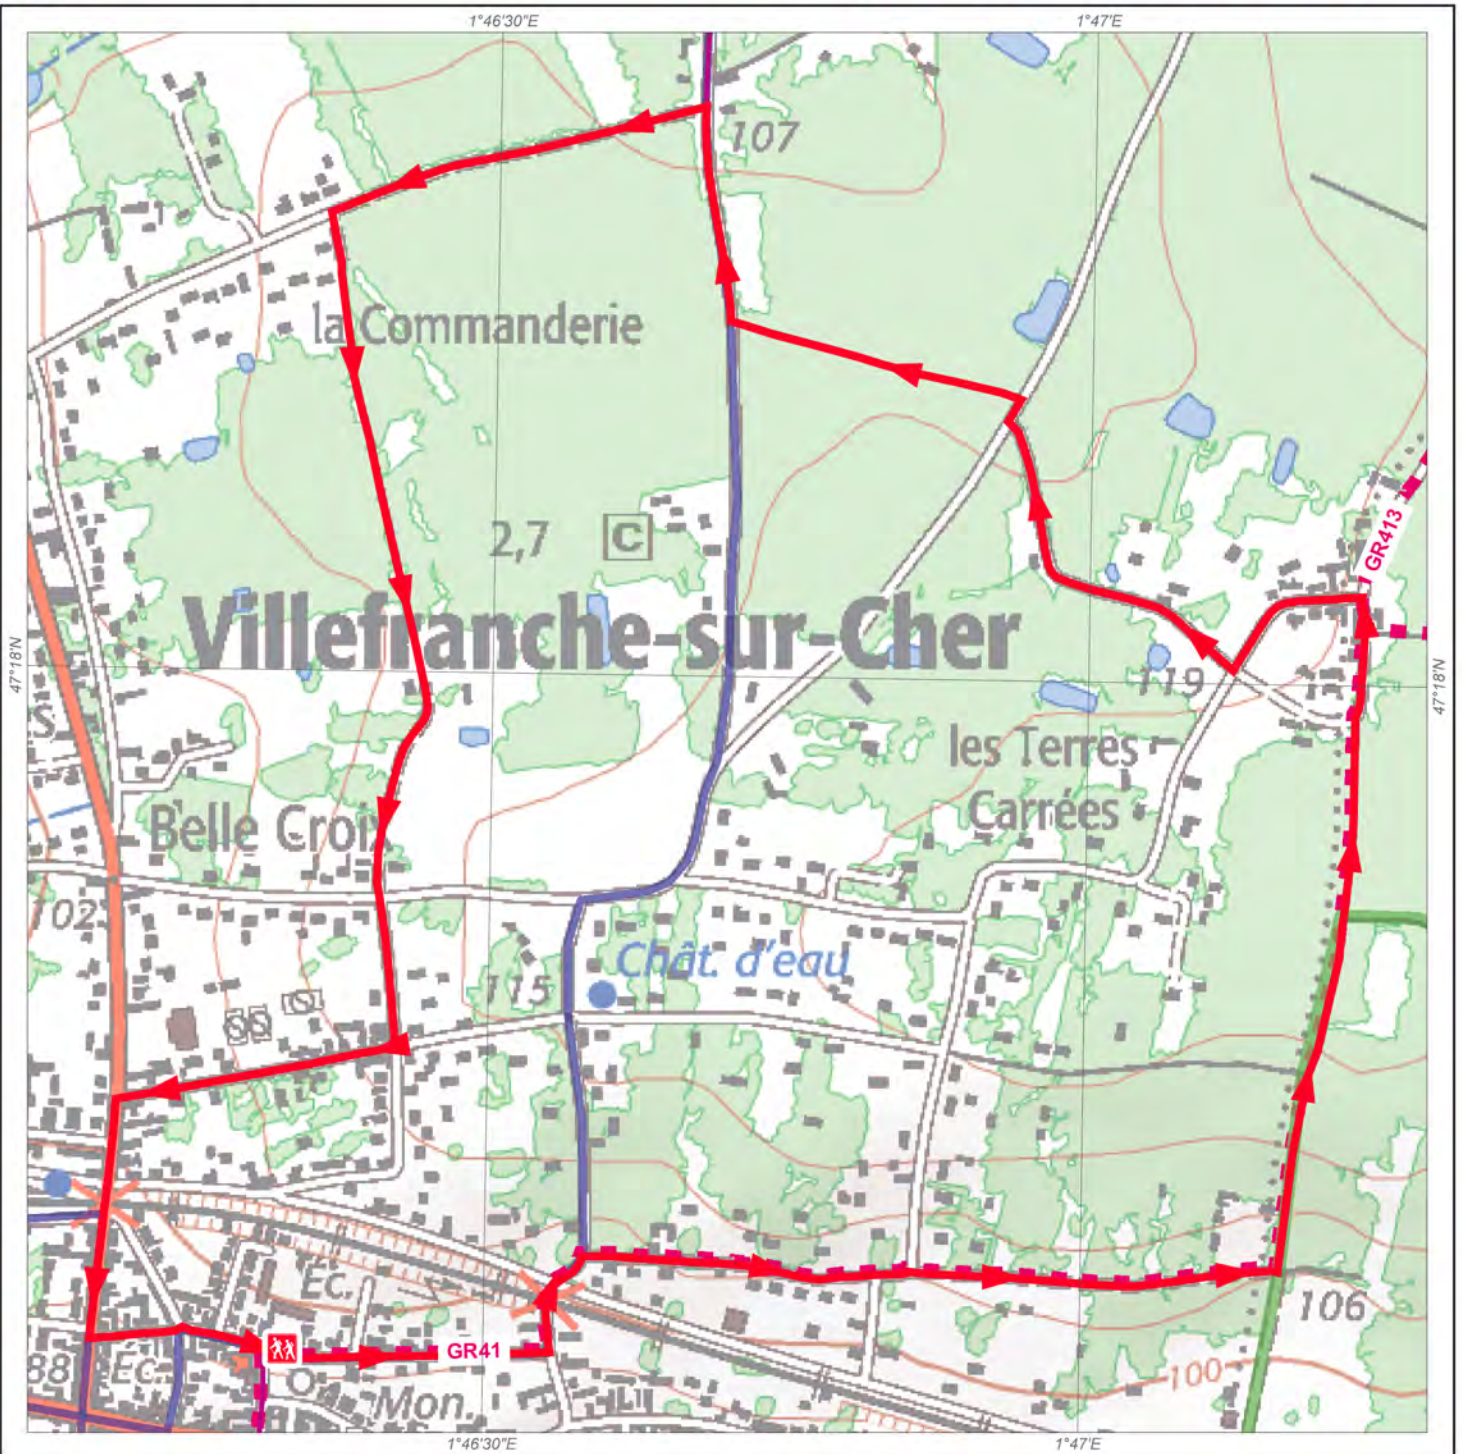 1°46'30"E
1°47'E
107
la Commanderie
2,7
C
GR413
Villefranche-sur-Cher
47°18'N
47°18'N
119
S.
les Terres
Carrées
Belle Croix
102
Chât. d'eau
115
Éc.
106
GR41
88
Éc.
Mon.
100
1°46'30"E
1°47'E